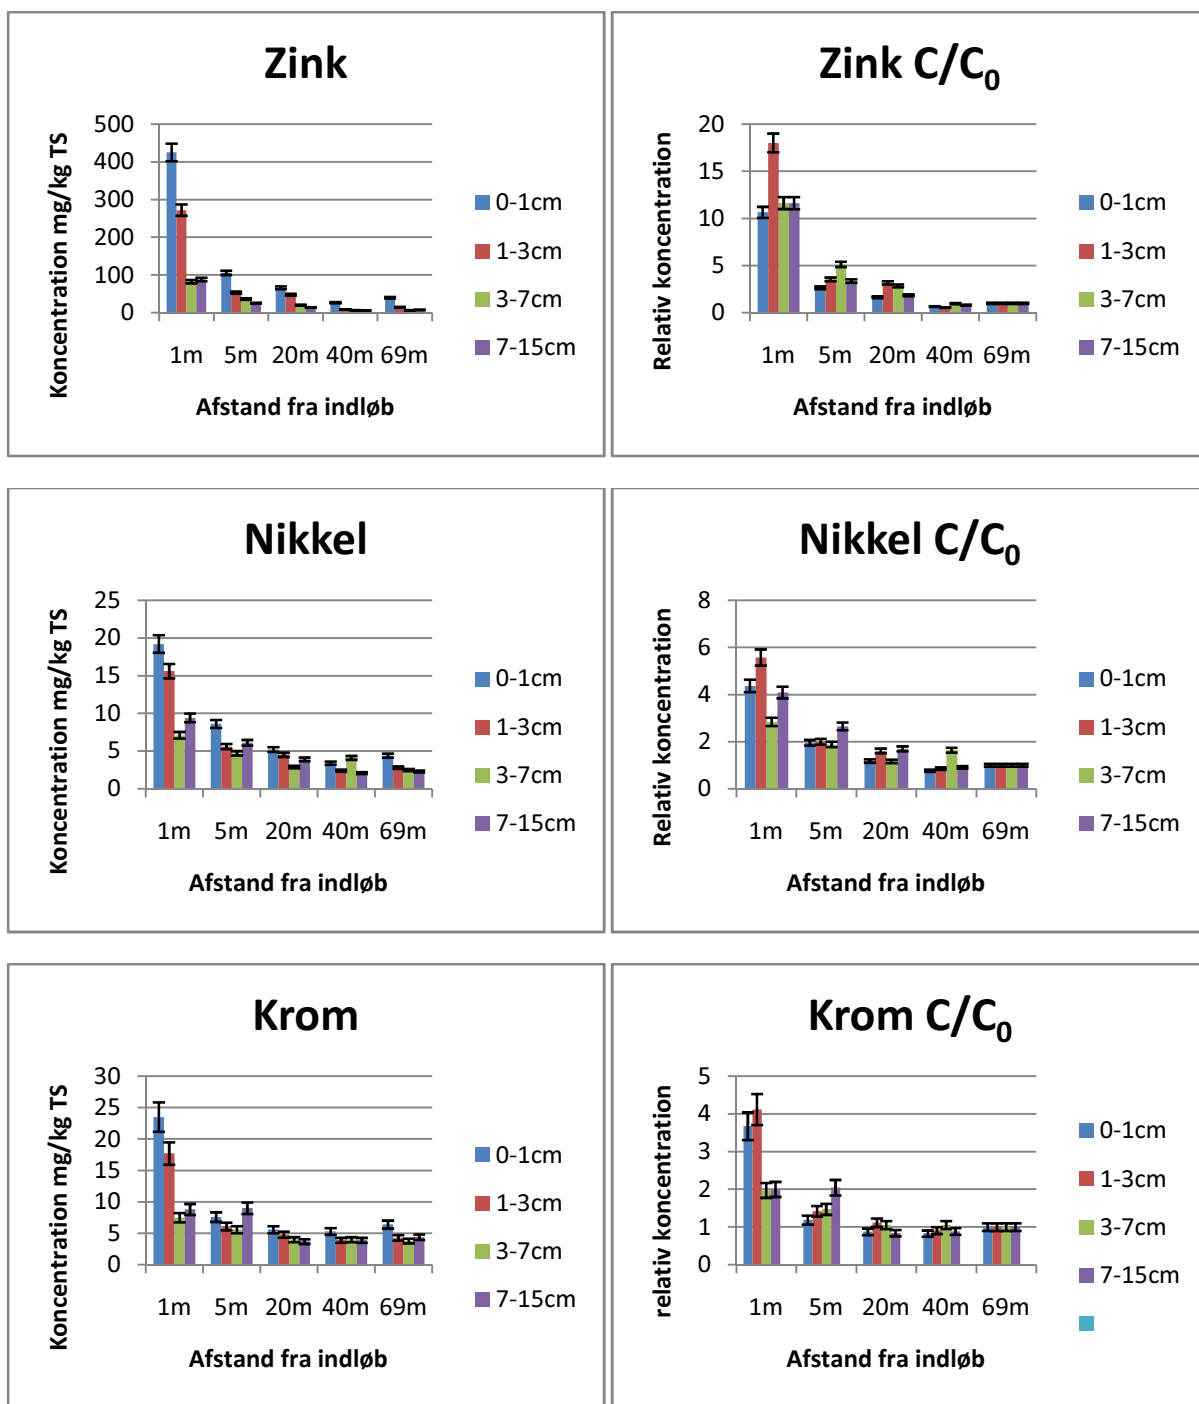 Zink
Koncentration mg/kg TS
500
400
300
200
100
0
1m 5m 20m 40m 69m
Afstand fra indløb
0-1cm
1-3cm
3-7cm
7-15cm
Zink C/C₀
Relativ koncentration
20
15
10
5
0
1m 5m 20m 40m 69m
Afstand fra indløb
0-1cm
1-3cm
3-7cm
7-15cm
Nikkel
Koncentration mg/kg TS
25
20
15
10
5
0
1m 5m 20m 40m 69m
Afstand fra indløb
0-1cm
1-3cm
3-7cm
7-15cm
Nikkel C/C₀
Relativ koncentration
8
6
4
2
0
1m 5m 20m 40m 69m
Afstand fra indløb
0-1cm
1-3cm
3-7cm
7-15cm
Krom
Koncentration mg/kg TS
30
25
20
15
10
5
0
1m 5m 20m 40m 69m
Afstand fra indløb
0-1cm
1-3cm
3-7cm
7-15cm
Krom C/C₀
relativ koncentration
5
4
3
2
1
0
1m 5m 20m 40m 69m
Afstand fra indløb
0-1cm
1-3cm
3-7cm
7-15cm